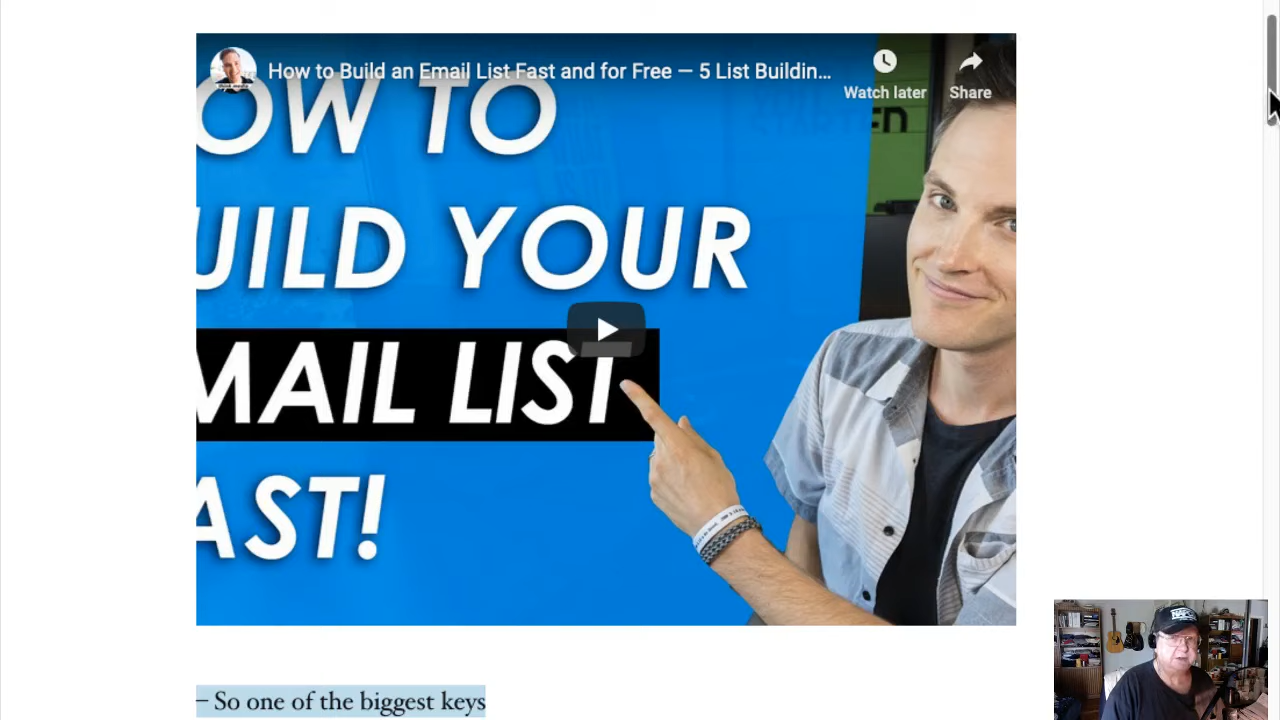 How to Build an Email List Fast and for Free — 5 List Buildin...
Watch later
Share
OW TO
UILD YOUR
MAIL LIST
AST!
– So one of the biggest keys